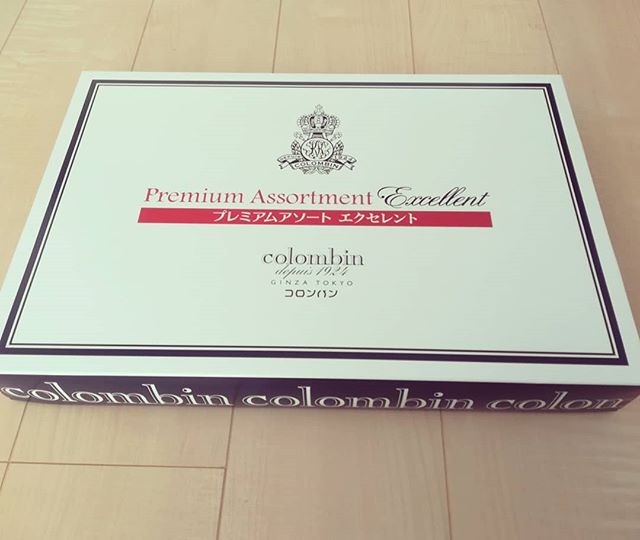 COLOMBIN
Premium Assortment Excellent
プレミアムアソート エクセレント
colombin
depuis 1924
GINZA TOKYO
コロンバン
colombin colombin colon